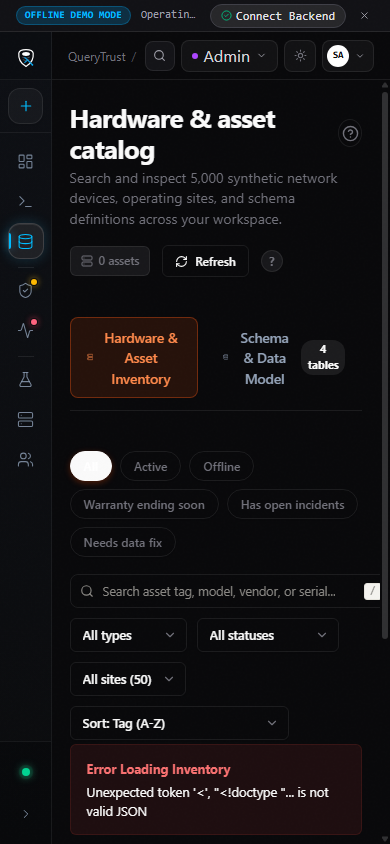 OFFLINE DEMO MODE Operatin… Connect Backend
QueryTrust / Admin SA
Hardware & asset
catalog
Search and inspect 5,000 synthetic network
devices, operating sites, and schema
definitions across your workspace.
0 assets Refresh ?
Hardware &
Asset
Inventory
Schema
& Data
Model
4
tables
Active Offline
Warranty ending soon Has open incidents
Needs data fix
Search asset tag, model, vendor, or serial... /
All types All statuses
All sites (50)
Sort: Tag (A-Z)
Error Loading Inventory
Unexpected token '<', "<!doctype "... is not
valid JSON